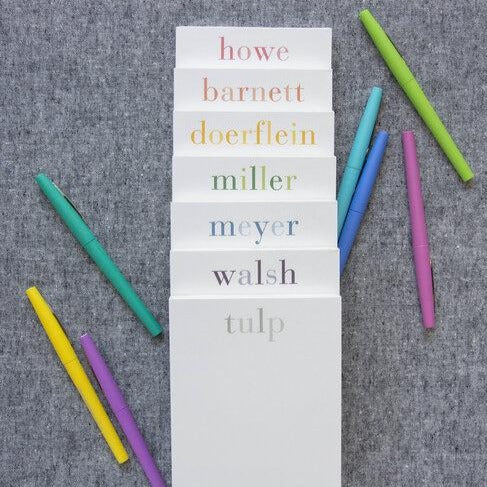 howe
barnett
doerflein
miller
meyer
walsh
tulp